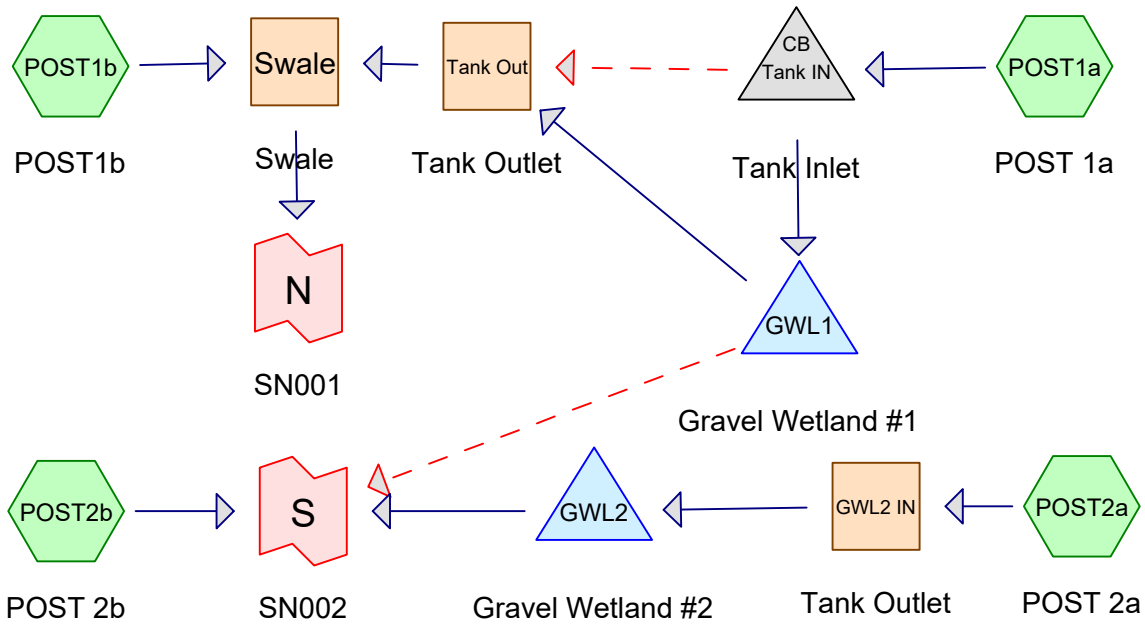 POST1b
Swale
Tank Out
CB
Tank IN
POST1a
POST1b
Swale
Tank Outlet
Tank Inlet
POST 1a
N
GWL1
SN001
Gravel Wetland #1
POST2b
S
GWL2
GWL2 IN
POST2a
POST 2b
SN002
Gravel Wetland #2
Tank Outlet
POST 2a